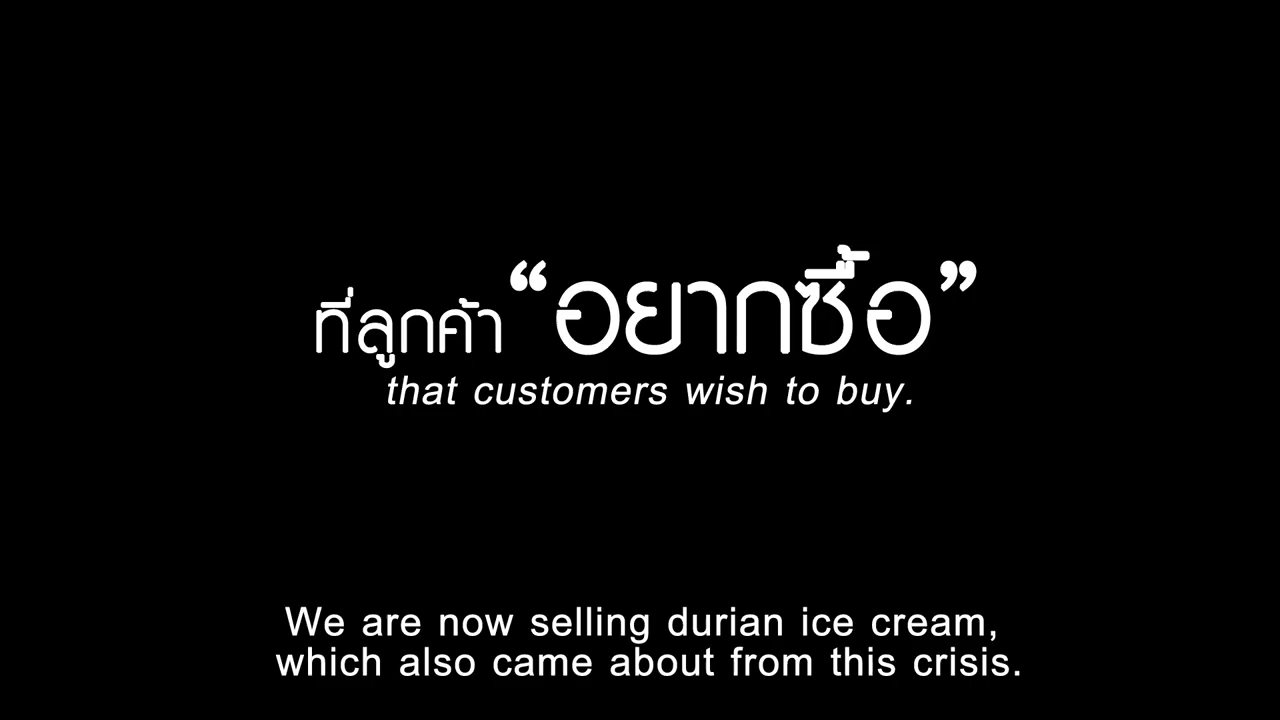 ที่ลูกค้า “อยากซื้อ”
that customers wish to buy.
We are now selling durian ice cream,
which also came about from this crisis.